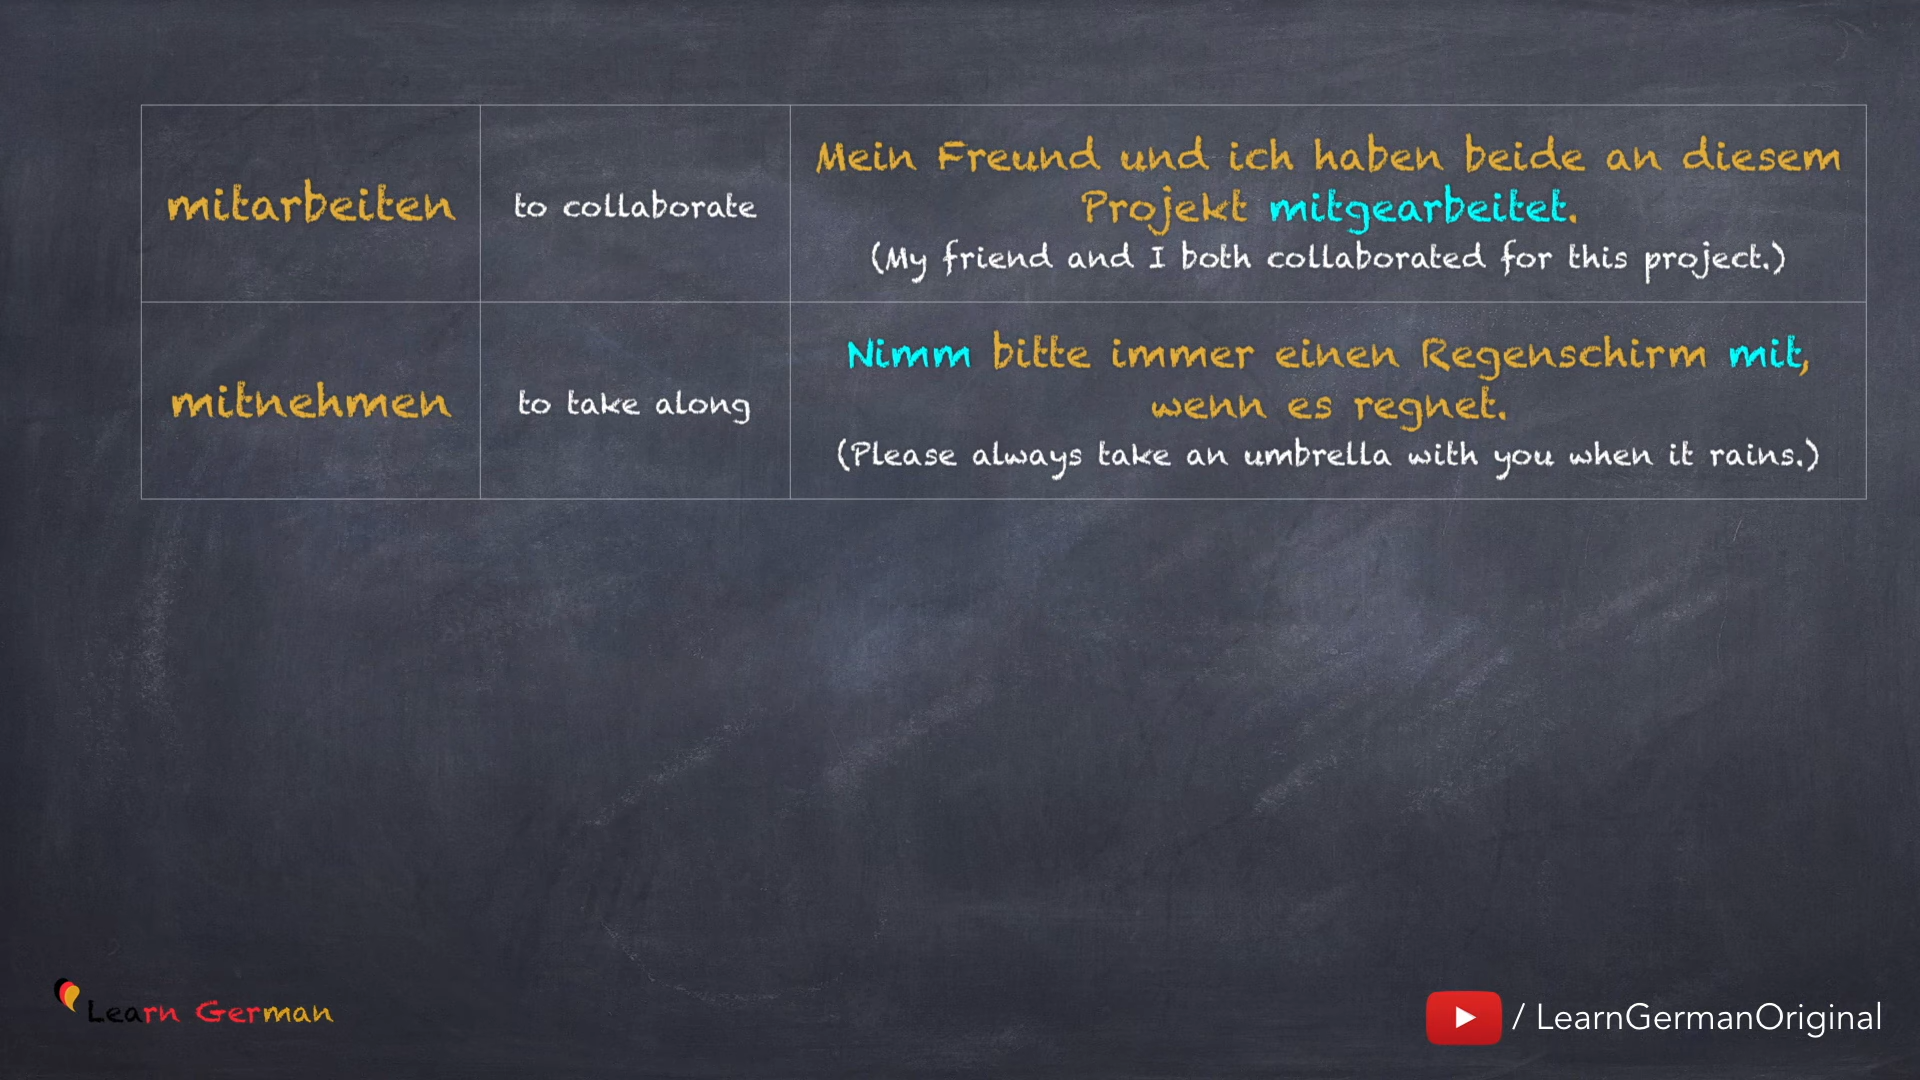 mitarbeiten
to collaborate
Mein Freund und ich haben beide an diesem
Projekt mitgearbeitet.
(My friend and I both collaborated for this project.)
mitnehmen
to take along
Nimm bitte immer einen Regenschirm mit,
wenn es regnet.
(Please always take an umbrella with you when it rains.)
Learn German
/ LearnGermanOriginal